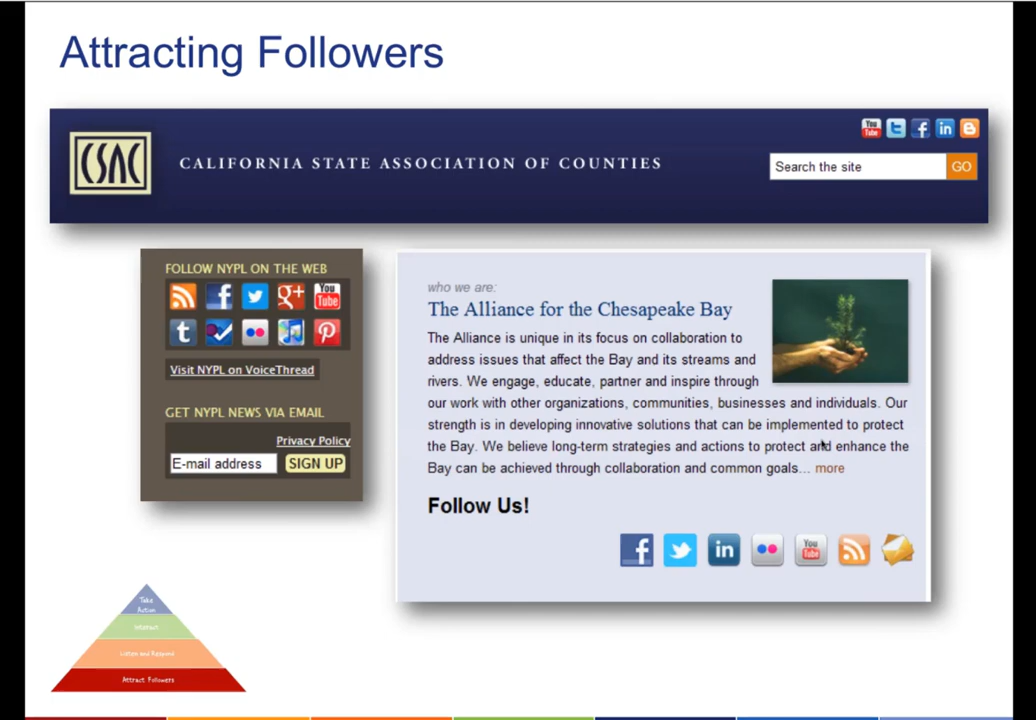 Attracting Followers
You
Tube
CSAC
CALIFORNIA STATE ASSOCIATION OF COUNTIES
Search the site
GO
FOLLOW NYPL ON THE WEB
You
Tube
Visit NYPL on VoiceThread
GET NYPL NEWS VIA EMAIL
Privacy Policy
E-mail address
SIGN UP
who we are:
The Alliance for the Chesapeake Bay
The Alliance is unique in its focus on collaboration to
address issues that affect the Bay and its streams and
rivers. We engage, educate, partner and inspire through
our work with other organizations, communities, businesses and individuals. Our
strength is in developing innovative solutions that can be implemented to protect
the Bay. We believe long-term strategies and actions to protect and enhance the
Bay can be achieved through collaboration and common goals... more
Follow Us!
You
Tube
Take
Action
Interact
Listen and Respond
Attract Followers